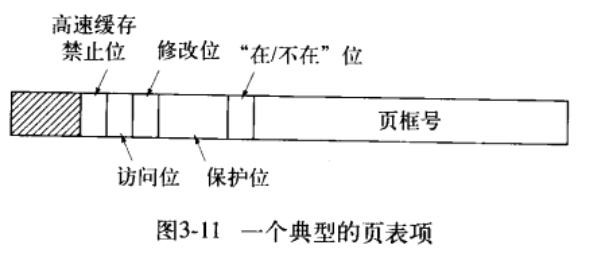 高速缓存
禁止位
修改位
“在/不在”位
页框号
访问位
保护位
图3-11 一个典型的页表项